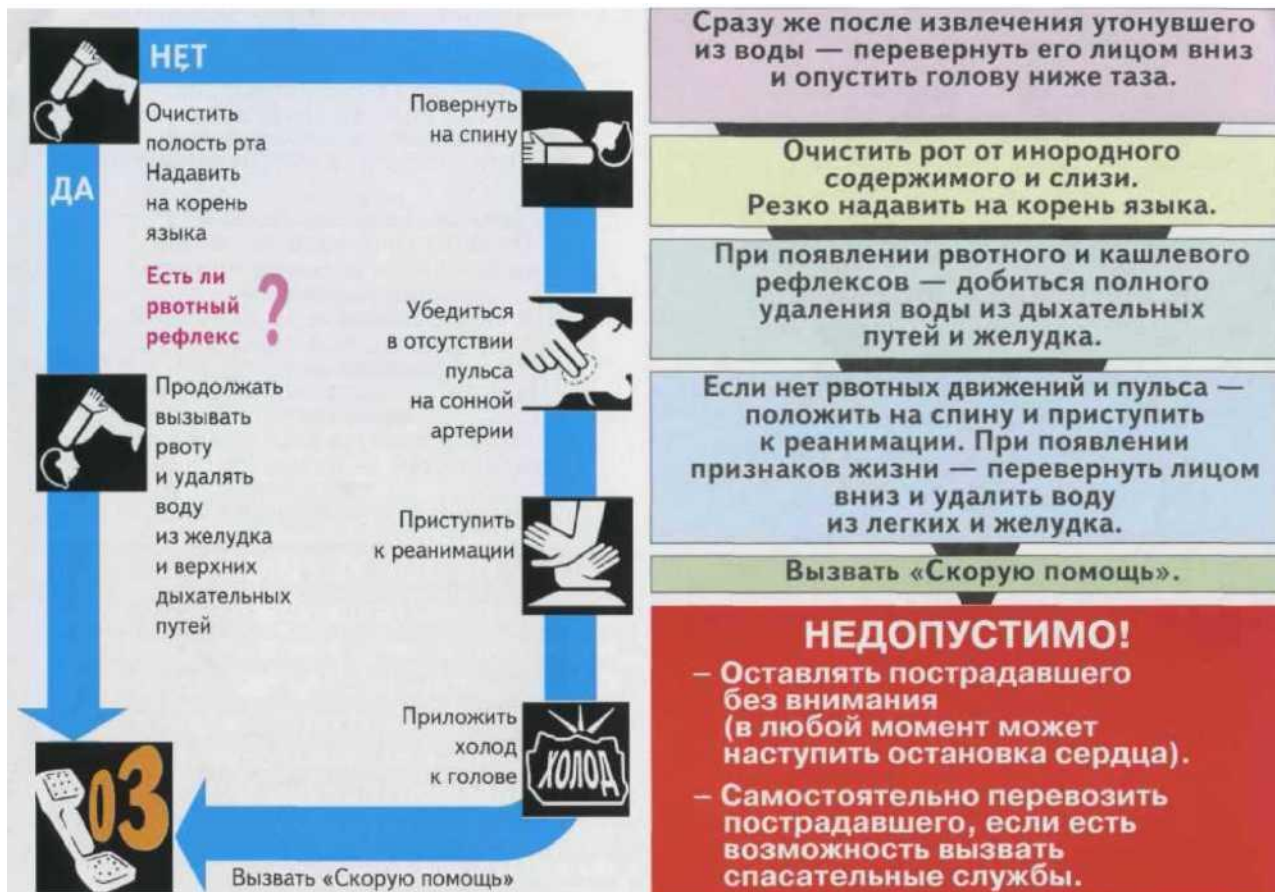 НЕТ
Очистить
полость рта
Надавить
на корень
языка
ДА
Есть ли
рвотный
рефлекс
?
Продолжать
вызывать
рвоту
и удалять
воду
из желудка
и верхних
дыхательных
путей
Повернуть
на спину
Убедиться
в отсутствии
пульса
на сонной
артерии
Приступить
к реанимации
Приложить
холод
к голове
ХОЛОД
03
Вызвать «Скорую помощь»
Сразу же после извлечения утонувшего
из воды — перевернуть его лицом вниз
и опустить голову ниже таза.
Очистить рот от инородного
содержимого и слизи.
Резко надавить на корень языка.
При появлении рвотного и кашлевого
рефлексов — добиться полного
удаления воды из дыхательных
путей и желудка.
Если нет рвотных движений и пульса —
положить на спину и приступить
к реанимации. При появлении
признаков жизни — перевернуть лицом
вниз и удалить воду
из легких и желудка.
Вызвать «Скорую помощь».
НЕДОПУСТИМО!
– Оставлять пострадавшего
без внимания
(в любой момент может
наступить остановка сердца).
– Самостоятельно перевозить
пострадавшего, если есть
возможность вызвать
спасательные службы.